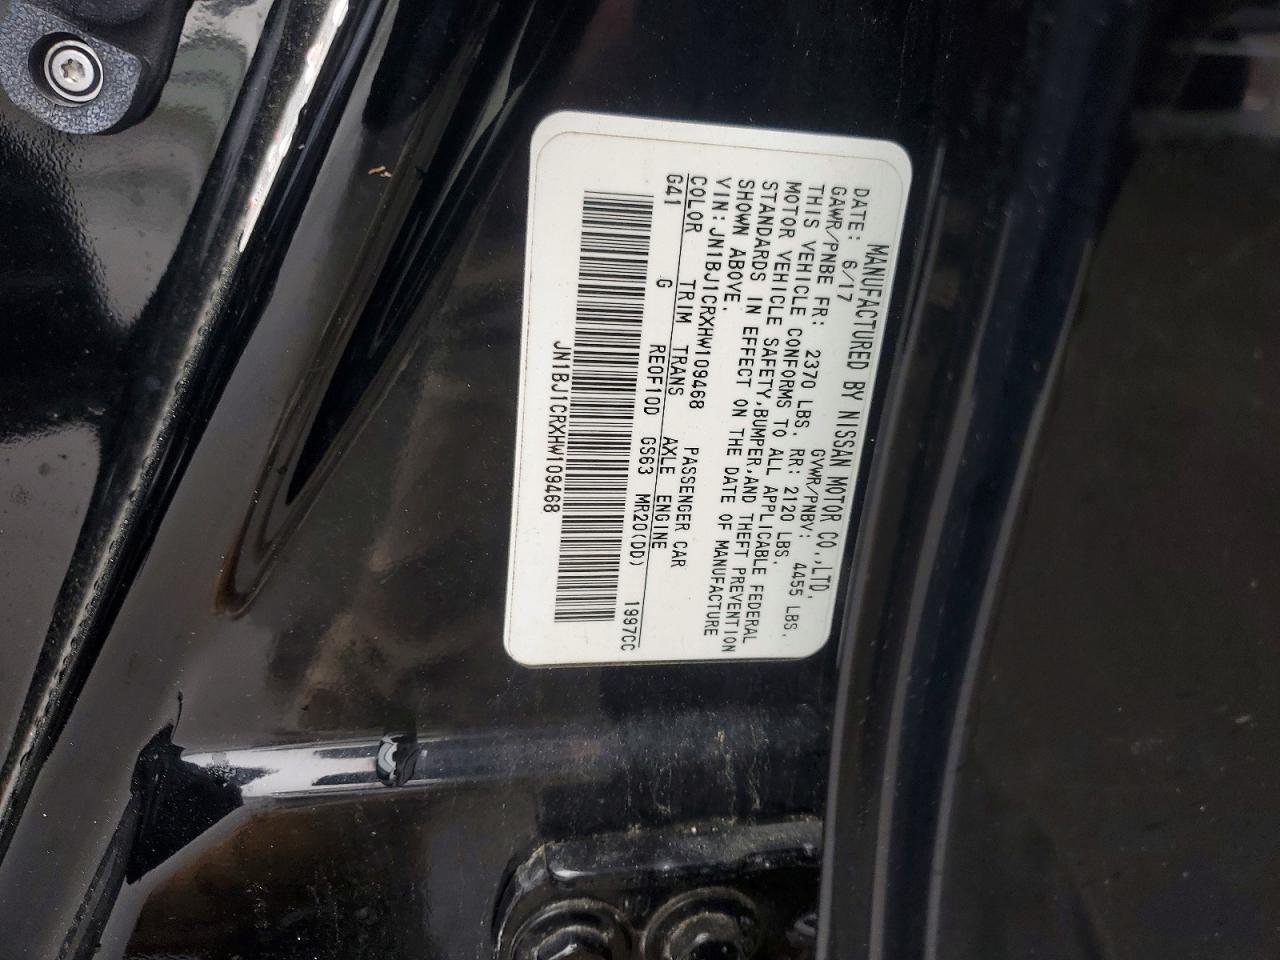 MANUFACTURED BY NISSAN MOTOR CO.,LTD.
DATE: 6/17 GVWR/PNBV: 4455 LBS.
GAWR/PNBE FR: 2370 LBS. RR: 2120 LBS.
THIS VEHICLE CONFORMS TO ALL APPLICABLE FEDERAL
MOTOR VEHICLE SAFETY,BUMPER,AND THEFT PREVENTION
STANDARDS IN EFFECT ON THE DATE OF MANUFACTURE
SHOWN ABOVE.
VIN:JN1BJ1CRXHW109468 PASSENGER CAR
COLOR TRIM TRANS AXLE ENGINE
G41 G RE0F10D GS63 MR20(DD) 1997CC
JN1BJ1CRXHW109468